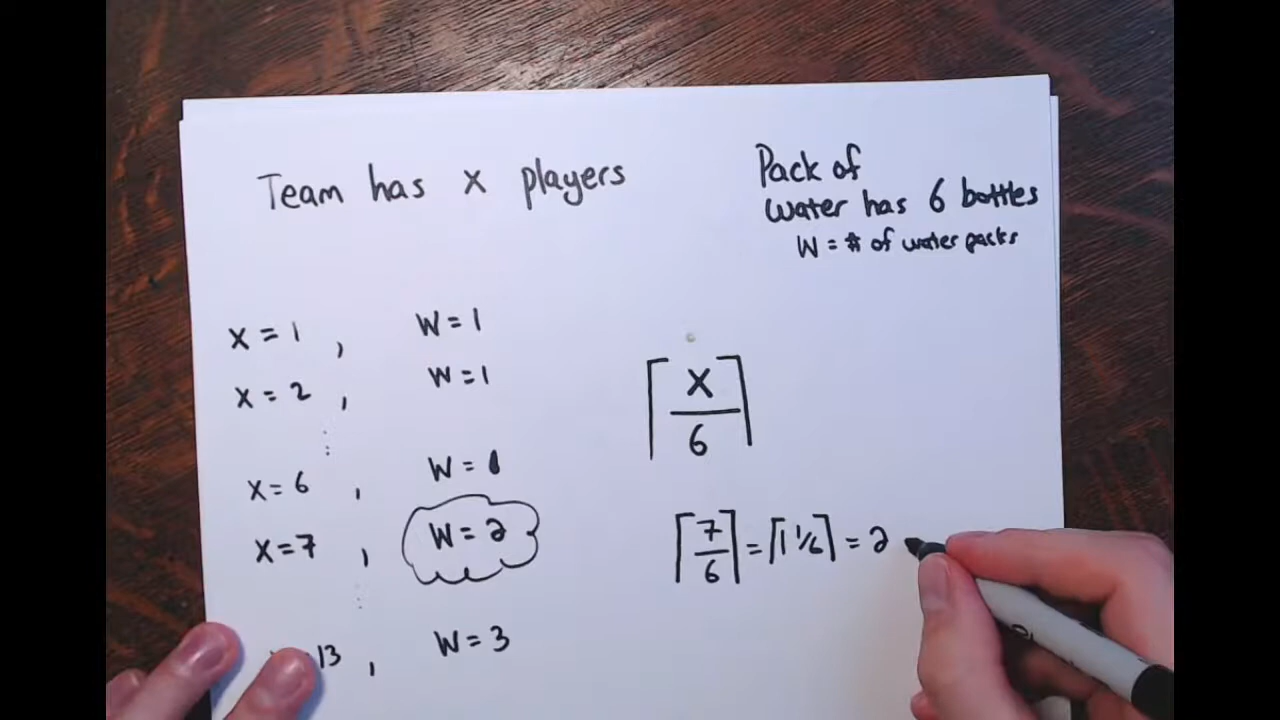 Team has x players
Pack of
water has 6 bottles
W = # of water packs
x = 1 , W = 1
x = 2 , W = 1
⋮
x = 6 , W = 1
x = 7 , W = 2
⋮
13 , W = 3
⌈x/6⌉
⌈7/6⌉ = ⌈1 1/6⌉ = 2